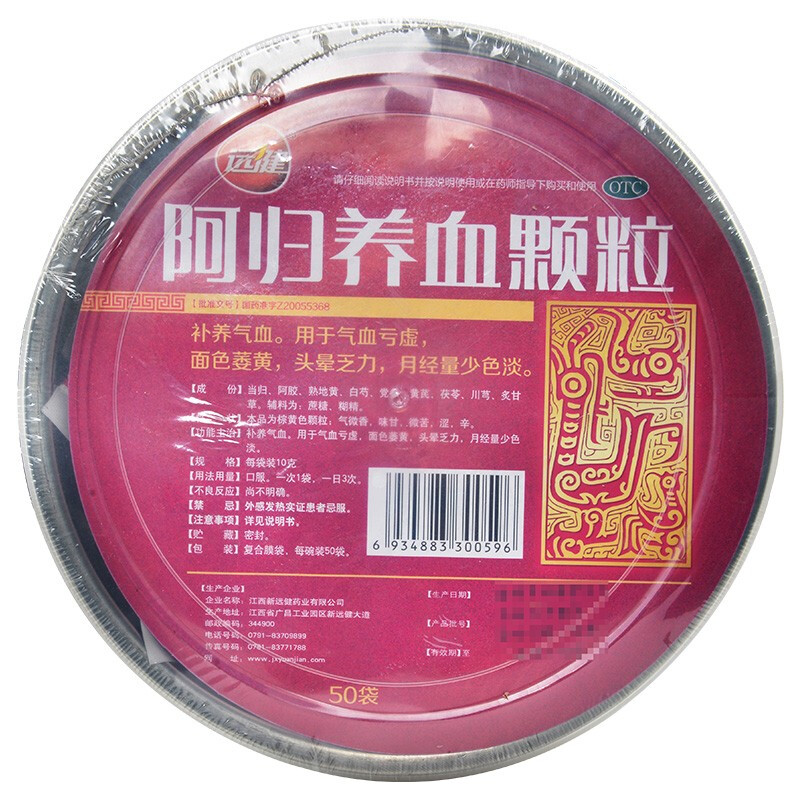 远健
请仔细阅读说明书并按说明使用或在药师指导下购买和使用 OTC
阿归养血颗粒
【批准文号】国药准字Z20055368
补养气血。用于气血亏虚，
面色萎黄，头晕乏力，月经量少色淡。
【成 份】当归、阿胶、熟地黄、白芍、党参、黄芪、茯苓、川芎、炙甘
草。辅料为：蔗糖、糊精。
本品为棕黄色颗粒；气微香，味甘、微苦、涩、辛。
【功能主治】补养气血。用于气血亏虚，面色萎黄，头晕乏力，月经量少色
淡。
【规 格】每袋装10克
【用法用量】口服。一次1袋，一日3次。
【不良反应】尚不明确。
【禁 忌】外感发热实证患者忌服。
【注意事项】详见说明书。
【贮 藏】密封。
【包 装】复合膜袋，每碗装50袋。
6 934883 300596
【生产企业】
企业名称：江西新远健药业有限公司
生产地址：江西省广昌工业园区新远健大道
邮政编码：344900
电话号码：0791-83709899
传真号码：0791-83771788
网 址：www.jxyuanjian.com
【生产日期】
【产品批号】
【有效期】至
50袋